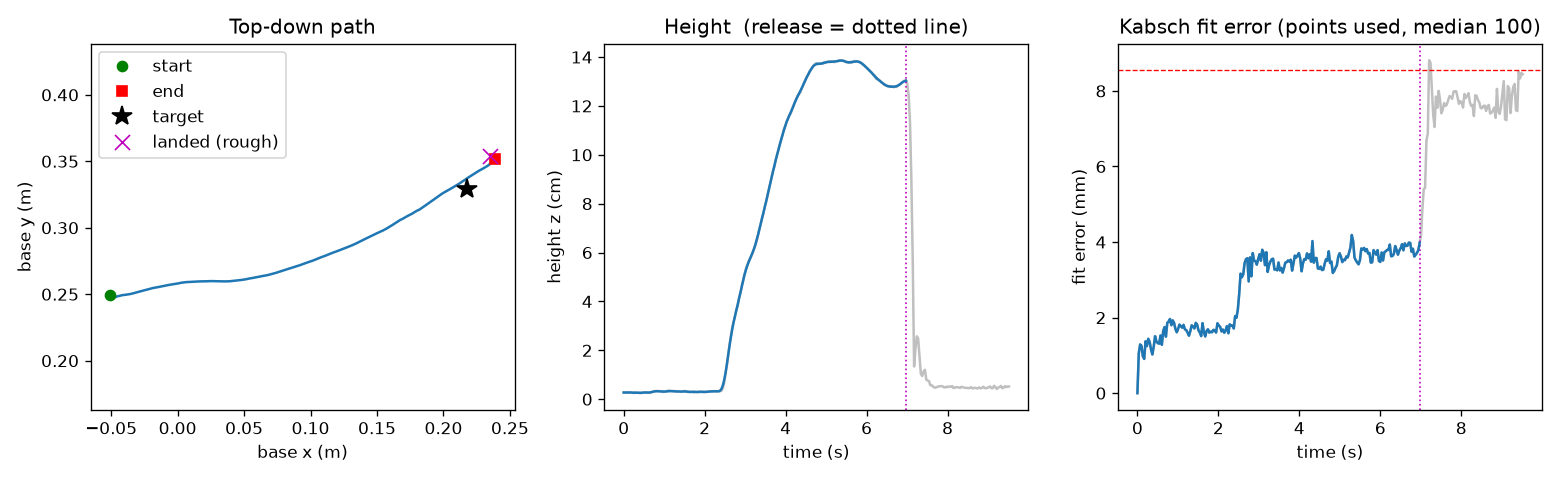 Top-down path
start
end
target
landed (rough)
0.40
0.35
0.30
0.25
0.20
base y (m)
−0.05 0.00 0.05 0.10 0.15 0.20 0.25
base x (m)
Height  (release = dotted line)
14
12
10
8
6
4
2
0
height z (cm)
0 2 4 6 8
time (s)
Kabsch fit error (points used, median 100)
8
6
4
2
0
fit error (mm)
0 2 4 6 8
time (s)